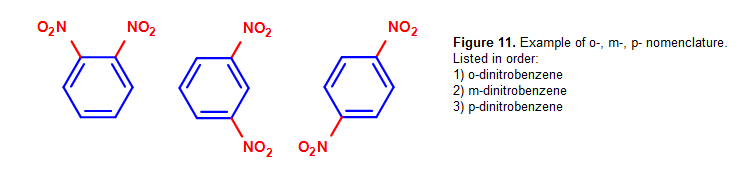 O₂N NO₂ NO₂ NO₂
NO₂ O₂N
Figure 11. Example of o-, m-, p- nomenclature.
Listed in order:
1) o-dinitrobenzene
2) m-dinitrobenzene
3) p-dinitrobenzene